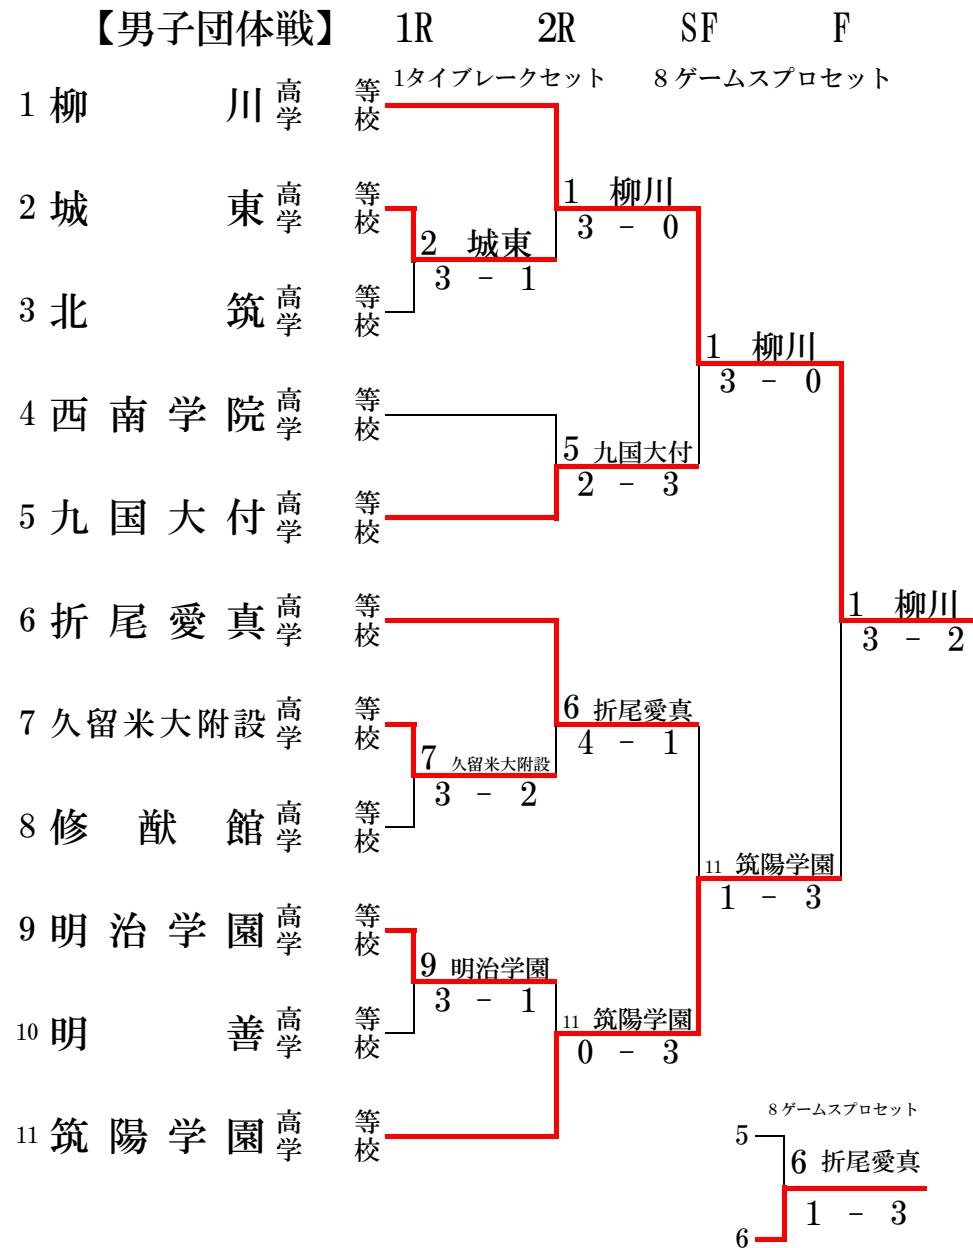 【男子団体戦】 1R 2R SF F
1タイブレークセット 8ゲームスプロセット
1 柳川 高等学校
1 柳川
3 - 0
2 城東 高等学校
2 城東
3 - 1
3 北筑 高等学校
1 柳川
3 - 0
4 西南学院 高等学校
5 九国大付
2 - 3
5 九国大付 高等学校
1 柳川
3 - 2
6 折尾愛真 高等学校
6 折尾愛真
4 - 1
7 久留米大附設 高等学校
7 久留米大附設
3 - 2
8 修猷館 高等学校
11 筑陽学園
1 - 3
9 明治学園 高等学校
9 明治学園
3 - 1
10 明善 高等学校
11 筑陽学園
0 - 3
11 筑陽学園 高等学校
8ゲームスプロセット
5
6 折尾愛真
1 - 3
6